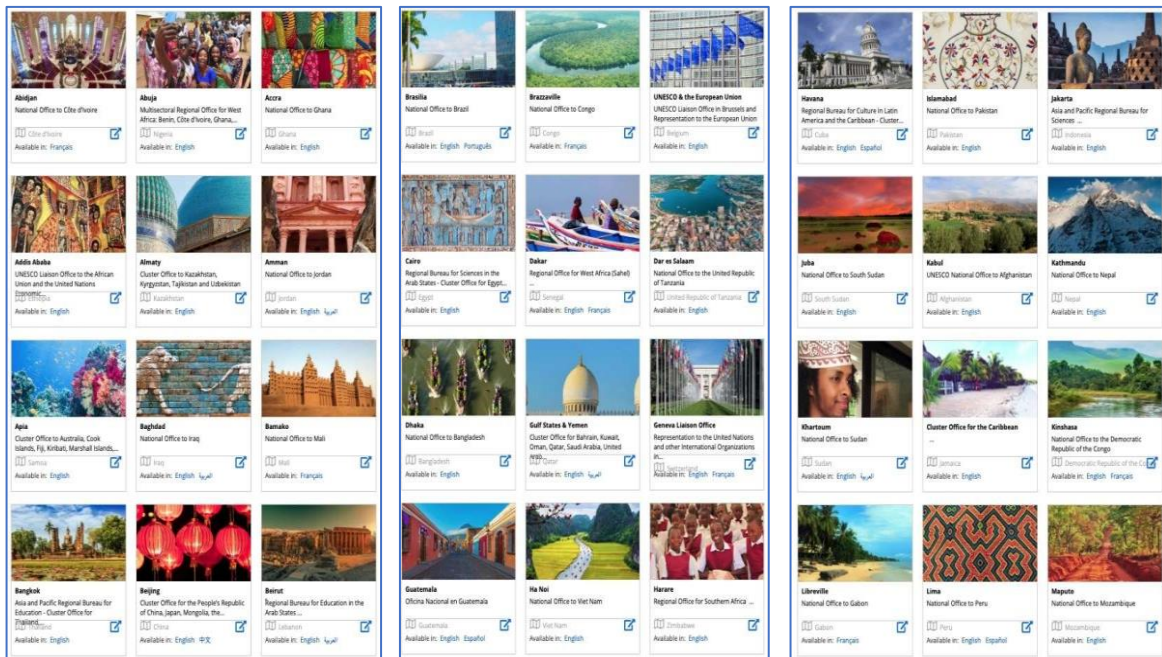 Abidjan
National Office to Côte d'Ivoire
Côte d'Ivoire
Available in: Français
Abuja
Multisectoral Regional Office for West
Africa: Benin, Côte d'Ivoire, Ghana,...
Nigeria
Available in: English
Accra
National Office to Ghana
Ghana
Available in: English
Addis Ababa
UNESCO Liaison Office to the African
Union and the United Nations
Economic...
Ethiopia
Available in: English
Almaty
Cluster Office to Kazakhstan,
Kyrgyzstan, Tajikistan and Uzbekistan
Kazakhstan
Available in: English
Amman
National Office to Jordan
Jordan
Available in: English العربية
Apia
Cluster Office to Australia, Cook
Islands, Fiji, Kiribati, Marshall Islands,...
Samoa
Available in: English
Baghdad
National Office to Iraq
Iraq
Available in: English العربية
Bamako
National Office to Mali
Mali
Available in: Français
Bangkok
Asia and Pacific Regional Bureau for
Education - Cluster Office for
Thailand...
Thailand
Available in: English
Beijing
Cluster Office for the People's Republic
of China, Japan, Mongolia, the...
China
Available in: English 中文
Beirut
Regional Bureau for Education in the
Arab States ...
Lebanon
Available in: English العربية
Brasilia
National Office to Brazil
Brazil
Available in: English Português
Brazzaville
National Office to Congo
Congo
Available in: Français
UNESCO & the European Union
UNESCO Liaison Office in Brussels and
Representation to the European Union
Belgium
Available in: English
Cairo
Regional Bureau for Sciences in the
Arab States - Cluster Office for Egypt...
Egypt
Available in: English
Dakar
Regional Office for West Africa (Sahel)
...
Senegal
Available in: English Français
Dar es Salaam
National Office to the United Republic
of Tanzania
United Republic of Tanzania
Available in: English
Dhaka
National Office to Bangladesh
Bangladesh
Available in: English
Gulf States & Yemen
Cluster Office for Bahrain, Kuwait,
Oman, Qatar, Saudi Arabia, United
Arab...
Qatar
Available in: English العربية
Geneva Liaison Office
Representation to the United Nations
and other International Organizations
in...
Switzerland
Available in: English Français
Guatemala
Oficina Nacional en Guatemala
Guatemala
Available in: English Español
Ha Noi
National Office to Viet Nam
Viet Nam
Available in: English
Harare
Regional Office for Southern Africa ...
Zimbabwe
Available in: English
Havana
Regional Bureau for Culture in Latin
America and the Caribbean - Cluster...
Cuba
Available in: English Español
Islamabad
National Office to Pakistan
Pakistan
Available in: English
Jakarta
Asia and Pacific Regional Bureau for
Sciences ...
Indonesia
Available in: English
Juba
National Office to South Sudan
South Sudan
Available in: English
Kabul
UNESCO National Office to Afghanistan
Afghanistan
Available in: English
Kathmandu
National Office to Nepal
Nepal
Available in: English
Khartoum
National Office to Sudan
Sudan
Available in: English العربية
Cluster Office for the Caribbean
...
Jamaica
Available in: English
Kinshasa
National Office to the Democratic
Republic of the Congo
Democratic Republic of the Co
Available in: English Français
Libreville
National Office to Gabon
Gabon
Available in: Français
Lima
National Office to Peru
Peru
Available in: English Español
Maputo
National Office to Mozambique
Mozambique
Available in: English